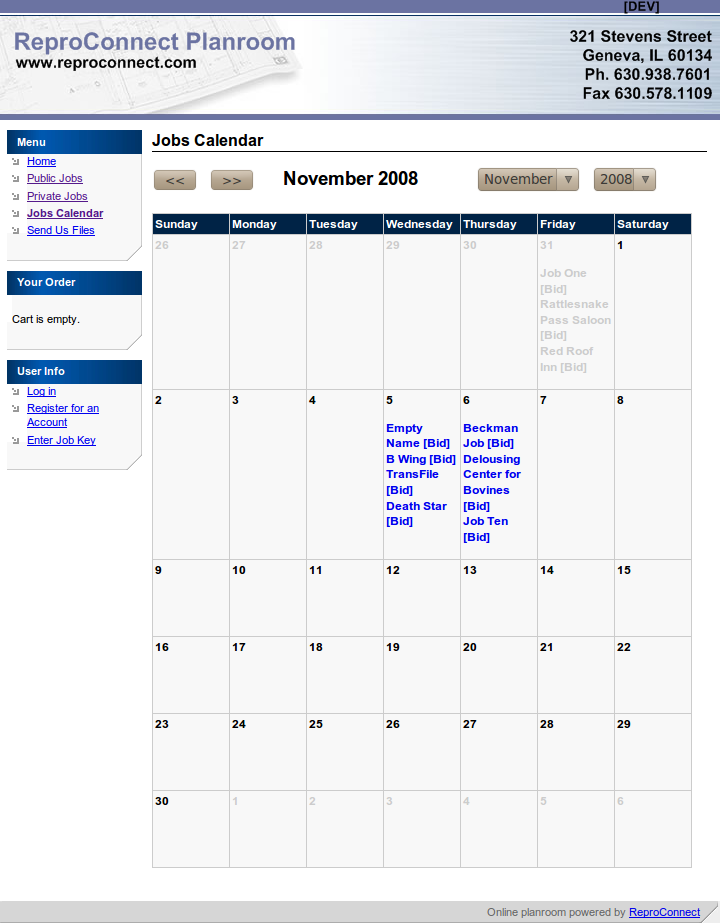 [DEV]
ReproConnect Planroom
www.reproconnect.com
321 Stevens Street
Geneva, IL 60134
Ph. 630.938.7601
Fax 630.578.1109
Menu
Home
Public Jobs
Private Jobs
Jobs Calendar
Send Us Files
Your Order
Cart is empty.
User Info
Log in
Register for an
Account
Enter Job Key
Jobs Calendar
<< >> November 2008 November 2008
Sunday Monday Tuesday Wednesday Thursday Friday Saturday
26 27 28 29 30 31 1
Job One
[Bid]
Rattlesnake
Pass Saloon
[Bid]
Red Roof
Inn [Bid]
2 3 4 5 6 7 8
Empty
Name [Bid]
B Wing [Bid]
TransFile
[Bid]
Death Star
[Bid]
Beckman
Job [Bid]
Delousing
Center for
Bovines
[Bid]
Job Ten
[Bid]
9 10 11 12 13 14 15
16 17 18 19 20 21 22
23 24 25 26 27 28 29
30 1 2 3 4 5 6
Online planroom powered by ReproConnect